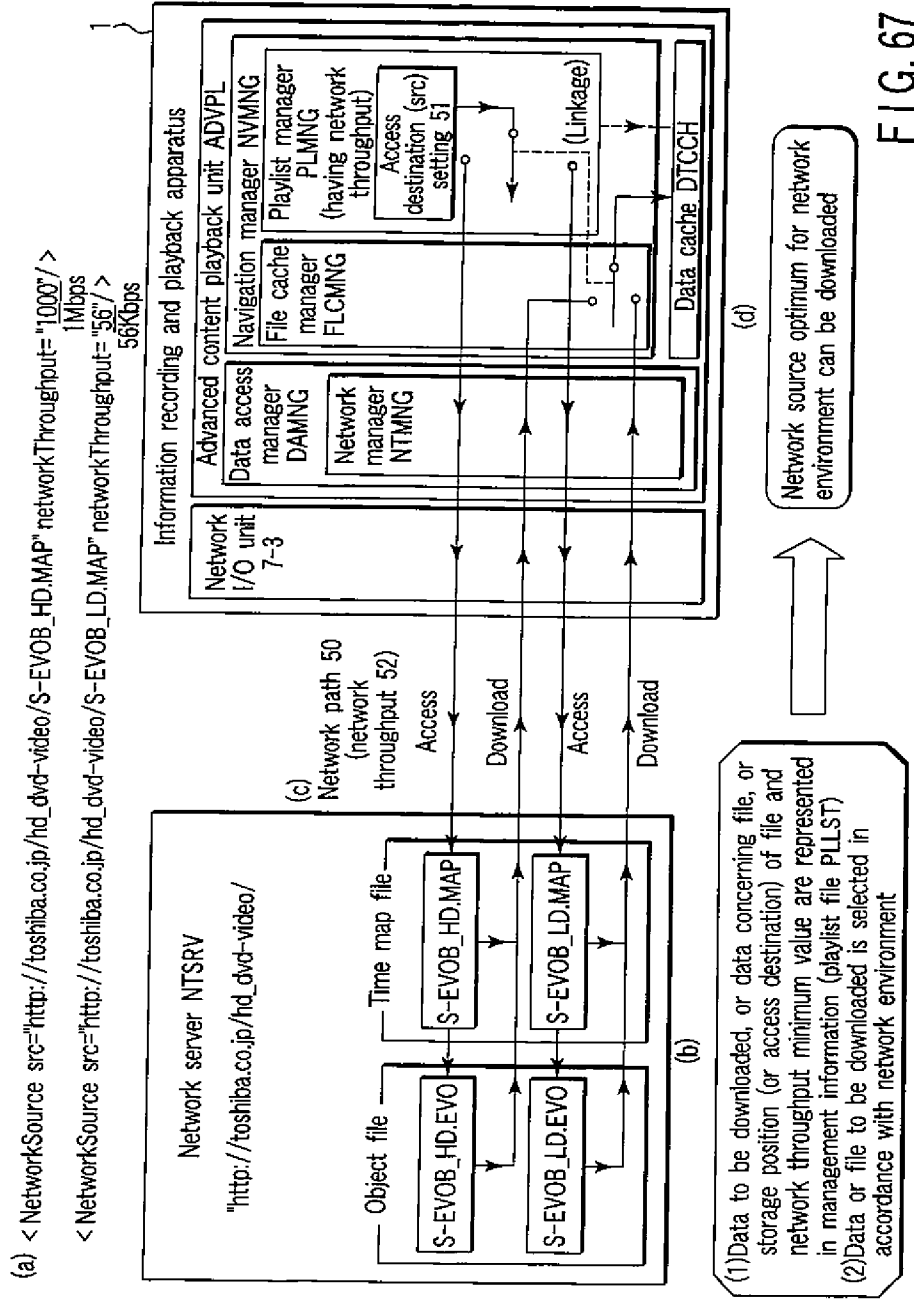 (a) < NetworkSource src="http://toshiba.co.jp/hd_dvd-video/S-EVOB_HD.MAP" networkThroughput= "1000"/ >
1Mbps
< NetworkSource src="http://toshiba.co.jp/hd_dvd-video/S-EVOB_LD.MAP" networkThroughput= "56"/ >
56Kbps
Network server NTSRV
"http://toshiba.co.jp/hd_dvd-video/
Object file
Time map file
S-EVOB_HD.EVO
S-EVOB_HD.MAP
S-EVOB_LD.EVO
S-EVOB_LD.MAP
(b)
(c)
Network path 50
(network
throughput 52)
Access
Download
Access
Download
1
Information recording and playback apparatus
Network
I/O unit
7-3
Advanced content playback unit ADVPL
Data access
manager
DAMNG
Network
manager
NTMNG
Navigation manager NVMNG
File cache
manager
FLCMNG
Playlist manager
PLMNG
(having network
throughput)
Access
destination (src)
setting 51
(Linkage)
Data cache DTCCH
(d)
(1)Data to be downloaded, or data concerning file, or
storage position (or access destination) of file and
network throughput minimum value are represented
in management information (playlist file PLLST)
(2)Data or file to be downloaded is selected in
accordance with network environment
Network source optimum for network
environment can be downloaded
FIG. 67